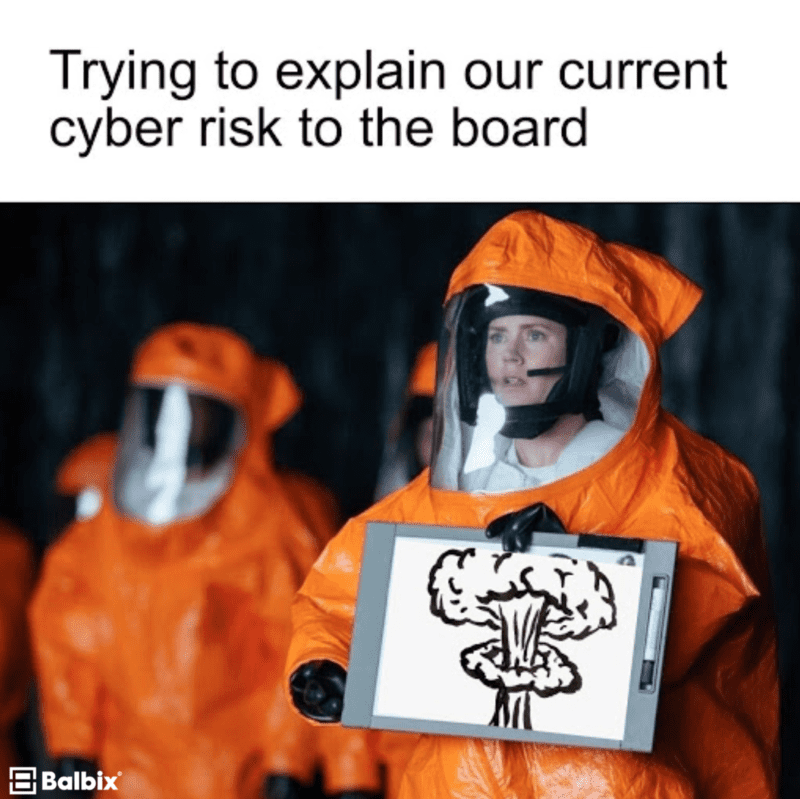 Trying to explain our current
cyber risk to the board
Balbix